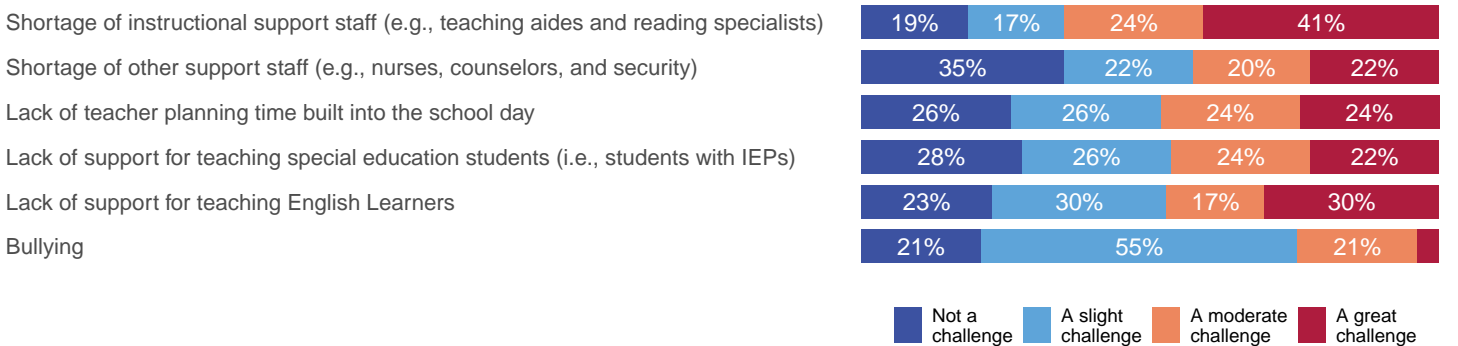 Shortage of instructional support staff (e.g., teaching aides and reading specialists) 19% 17% 24% 41%
Shortage of other support staff (e.g., nurses, counselors, and security) 35% 22% 20% 22%
Lack of teacher planning time built into the school day 26% 26% 24% 24%
Lack of support for teaching special education students (i.e., students with IEPs) 28% 26% 24% 22%
Lack of support for teaching English Learners 23% 30% 17% 30%
Bullying 21% 55% 21%
Not a challenge
A slight challenge
A moderate challenge
A great challenge